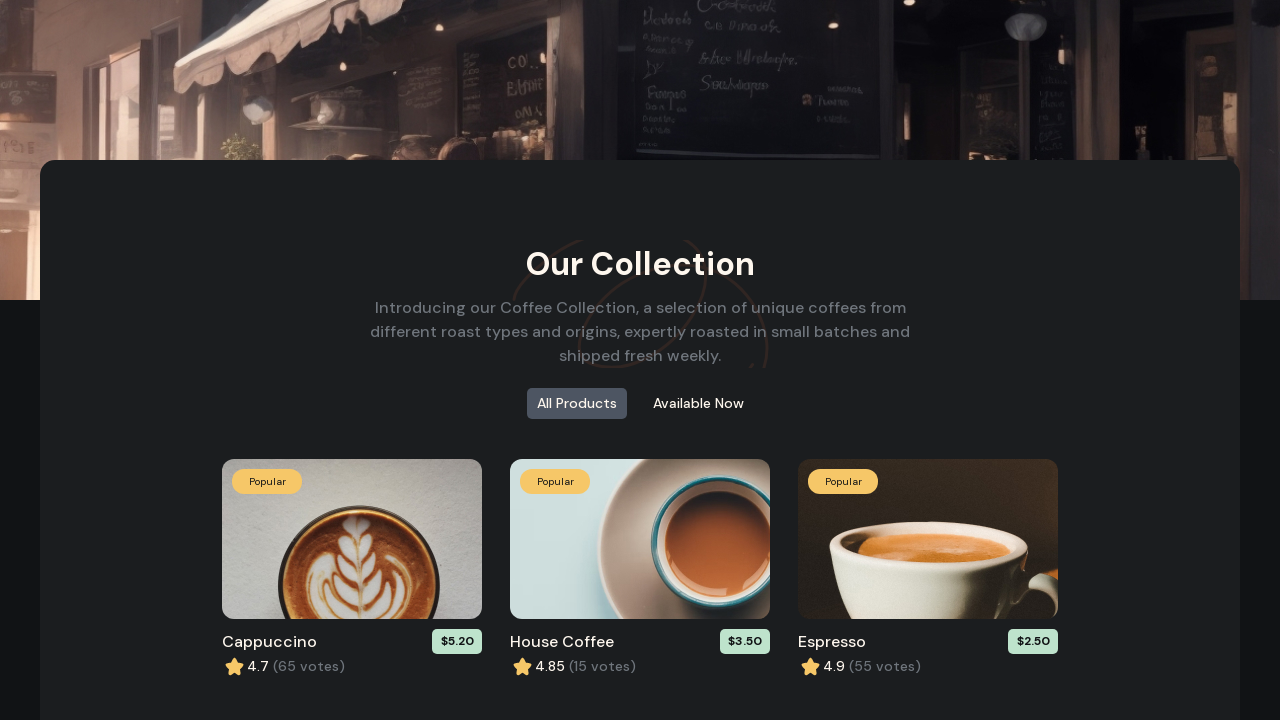 Our Collection
Introducing our Coffee Collection, a selection of unique coffees from
different roast types and origins, expertly roasted in small batches and
shipped fresh weekly.
All Products
Available Now
Popular
Popular
Popular
Cappuccino
$5.20
House Coffee
$3.50
Espresso
$2.50
4.7 (65 votes)
4.85 (15 votes)
4.9 (55 votes)